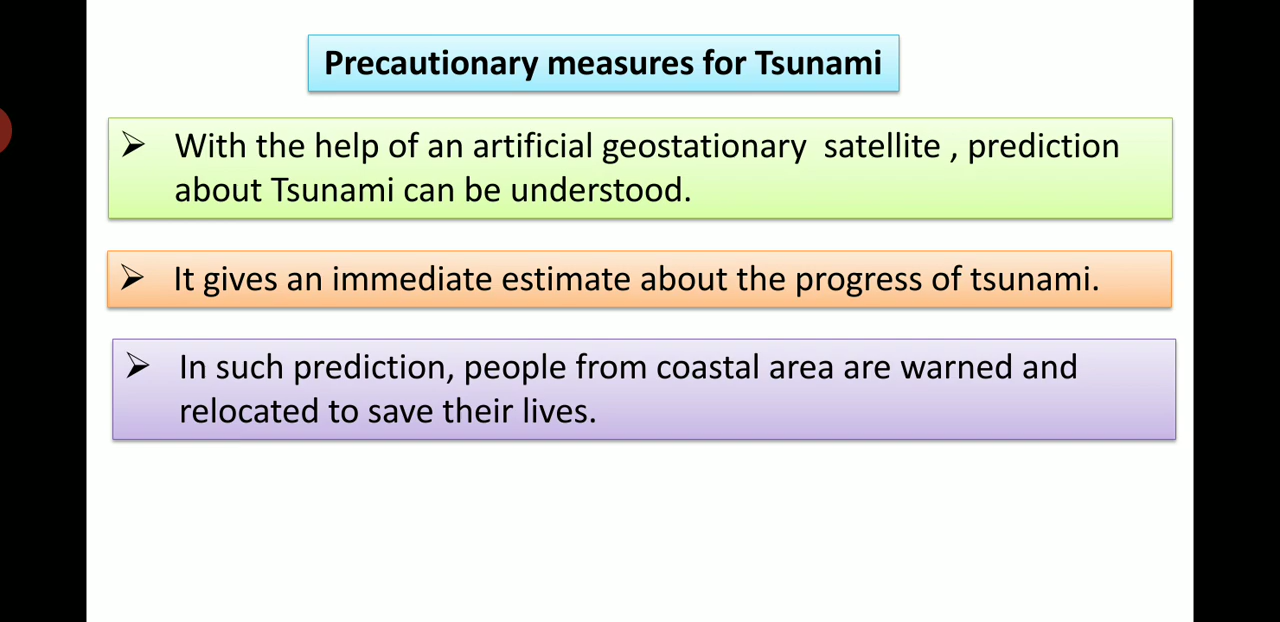 Precautionary measures for Tsunami
➢ With the help of an artificial geostationary  satellite , prediction
about Tsunami can be understood.
➢ It gives an immediate estimate about the progress of tsunami.
➢ In such prediction, people from coastal area are warned and
relocated to save their lives.